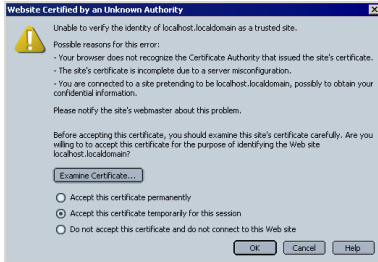 Website Certified by an Unknown Authority
Unable to verify the identity of localhost.localdomain as a trusted site.
Possible reasons for this error:
- Your browser does not recognize the Certificate Authority that issued the site's certificate.
- The site's certificate is incomplete due to a server misconfiguration.
- You are connected to a site pretending to be localhost.localdomain, possibly to obtain your
confidential information.
Please notify the site's webmaster about this problem.
Before accepting this certificate, you should examine this site's certificate carefully. Are you
willing to to accept this certificate for the purpose of identifying the Web site
localhost.localdomain?
Examine Certificate...
Accept this certificate permanently
Accept this certificate temporarily for this session
Do not accept this certificate and do not connect to this Web site
OK Cancel Help